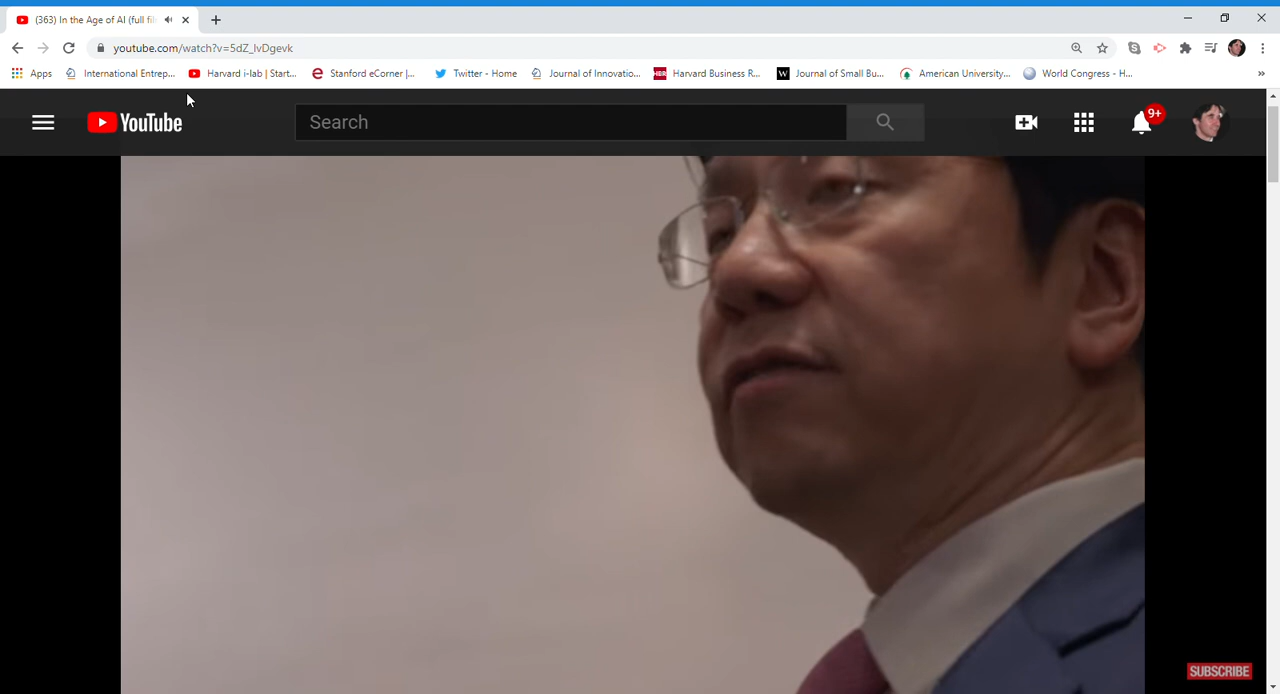 (363) In the Age of AI (full fil
youtube.com/watch?v=5dZ_lvDgevk
Apps International Entrep... Harvard i-lab | Start... Stanford eCorner |... Twitter - Home Journal of Innovatio... HBR Harvard Business R... W Journal of Small Bu... American University... World Congress - H... »
YouTube Search 9+
SUBSCRIBE